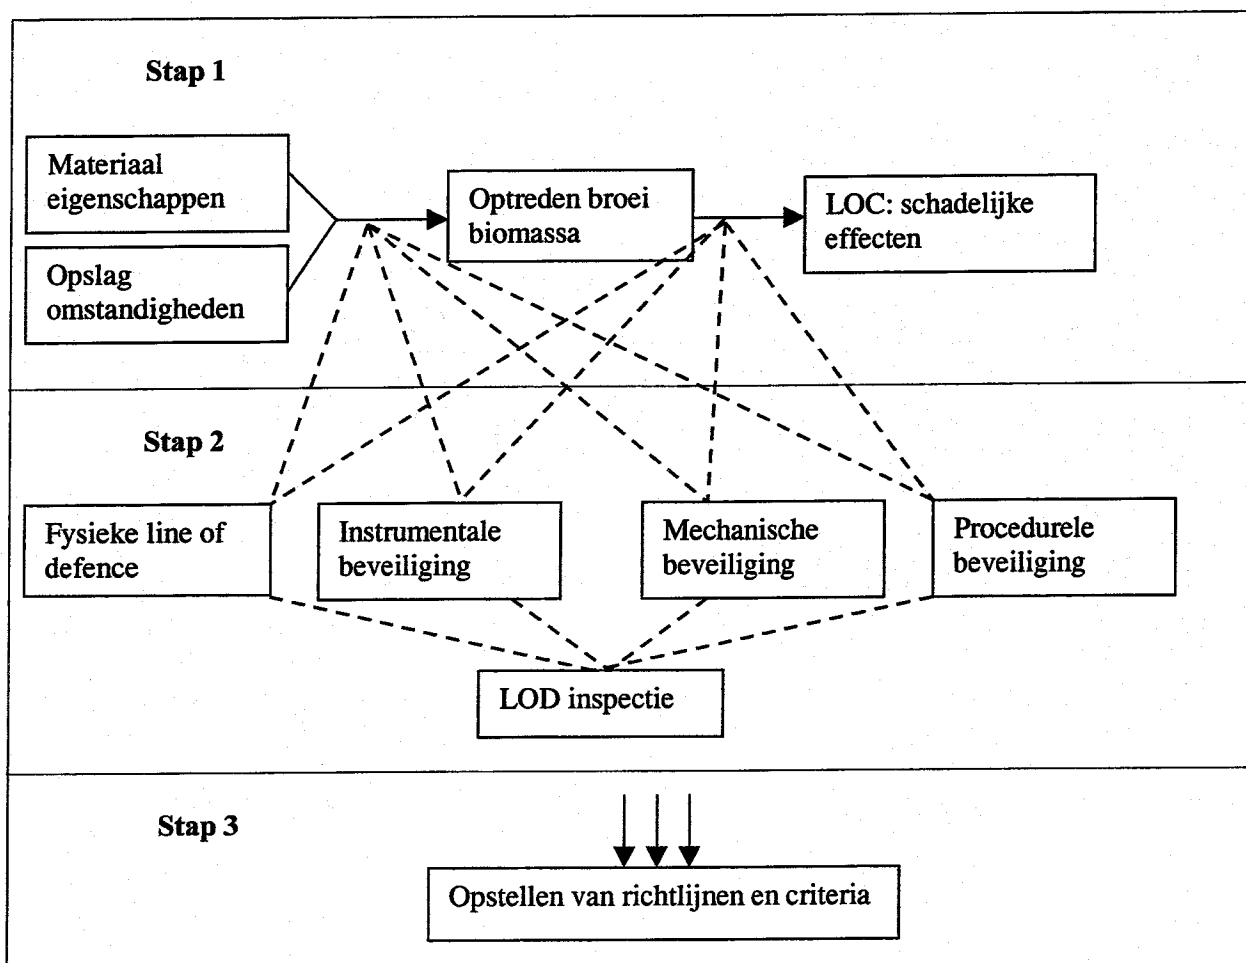 Stap 1
Materiaal
eigenschappen
Opslag
omstandigheden
Optreden broei
biomassa
LOC: schadelijke
effecten
Stap 2
Fysieke line of
defence
Instrumentale
beveiliging
Mechanische
beveiliging
Procedurele
beveiliging
LOD inspectie
Stap 3
Opstellen van richtlijnen en criteria